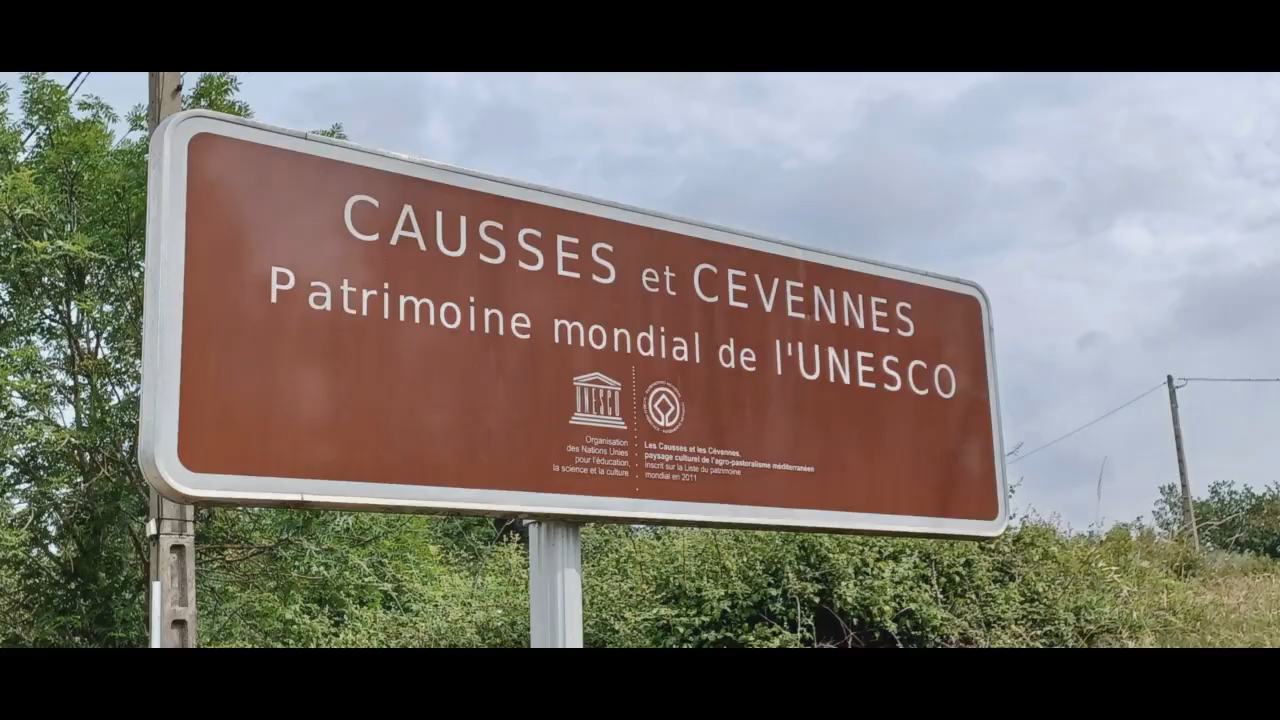 CAUSSES et CEVENNES
Patrimoine mondial de l'UNESCO
UNESCO
Organisation
des Nations Unies
pour l'éducation,
la science et la culture
Les Causses et les Cévennes,
paysage culturel de l'agro-pastoralisme méditerranéen
inscrit sur la Liste du patrimoine
mondial en 2011